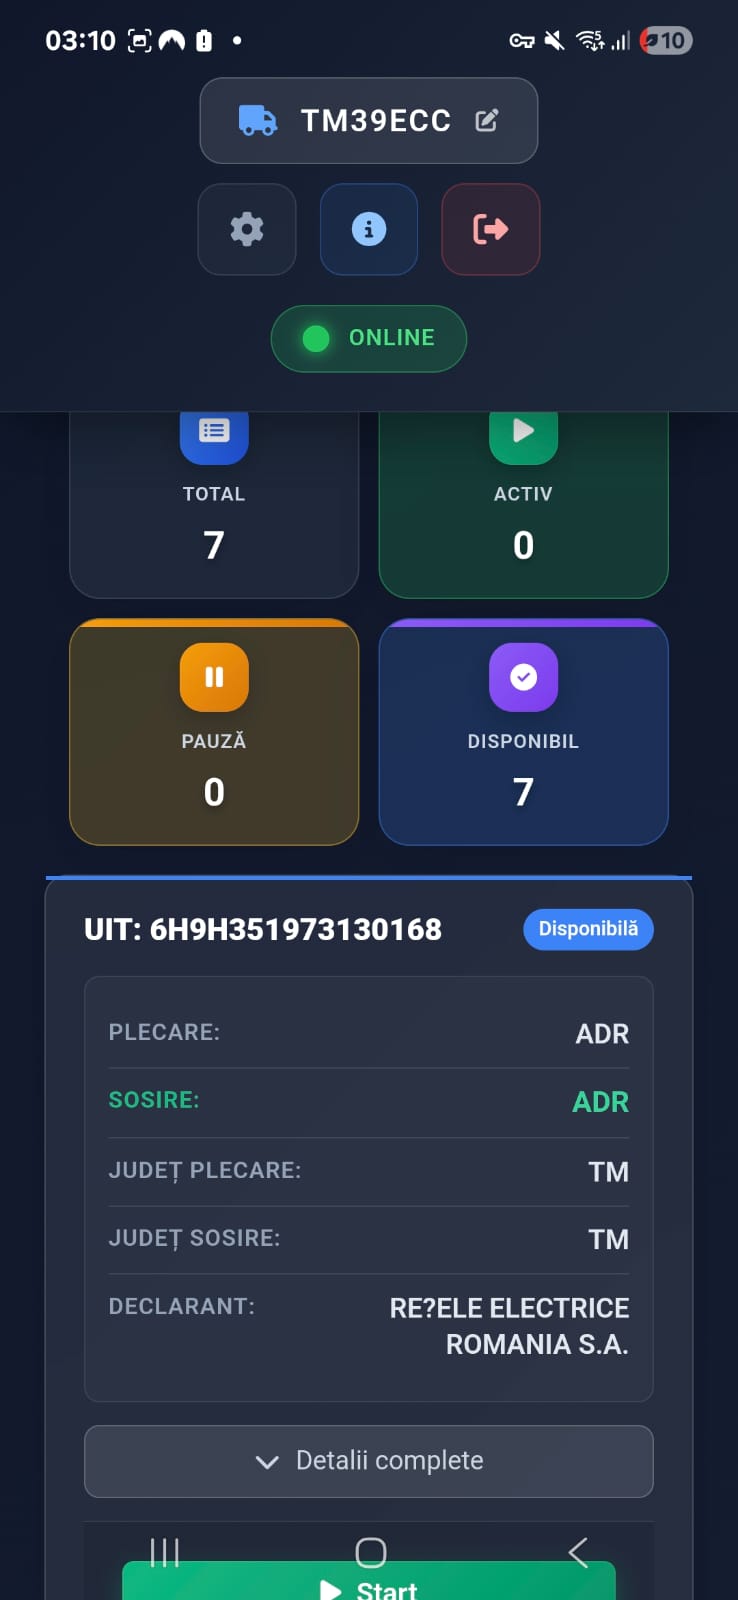 03:10
5
10
TM39ECC
ONLINE
TOTAL
7
ACTIV
0
PAUZĂ
0
DISPONIBIL
7
UIT: 6H9H351973130168
Disponibilă
PLECARE:
ADR
SOSIRE:
ADR
JUDEȚ PLECARE:
TM
JUDEȚ SOSIRE:
TM
DECLARANT:
RE?ELE ELECTRICE
ROMANIA S.A.
Detalii complete
Start